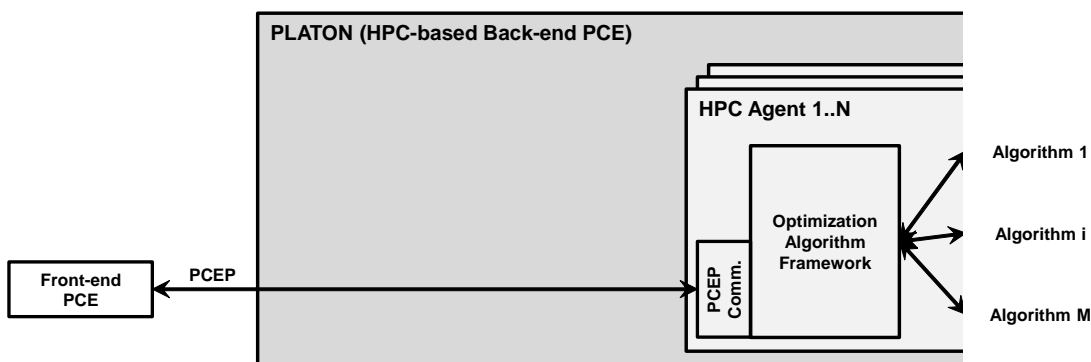 PLATON (HPC-based Back-end PCE)
HPC Agent 1..N
Algorithm 1
Optimization
Algorithm
Framework
Algorithm i
PCEP
Comm.
PCEP
Front-end
PCE
Algorithm M